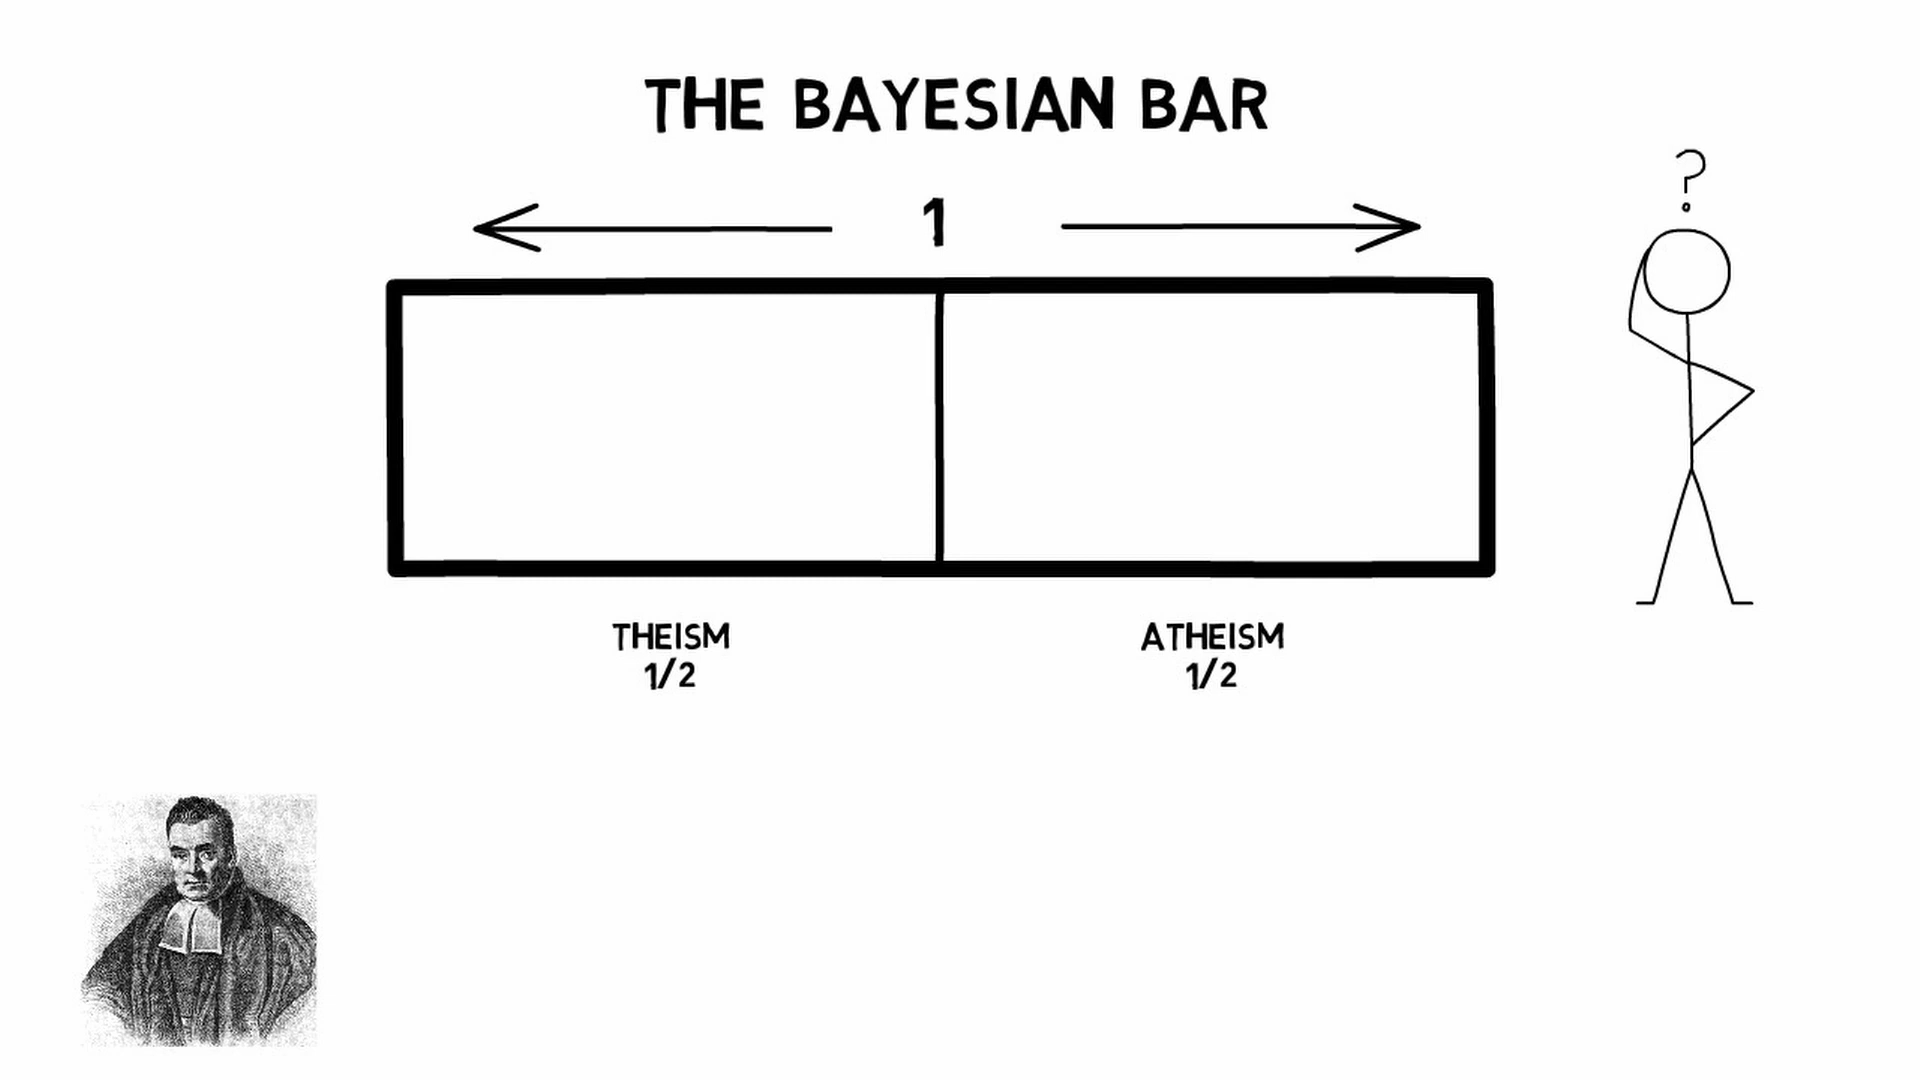 THE BAYESIAN BAR
1
?
THEISM
1/2
ATHEISM
1/2